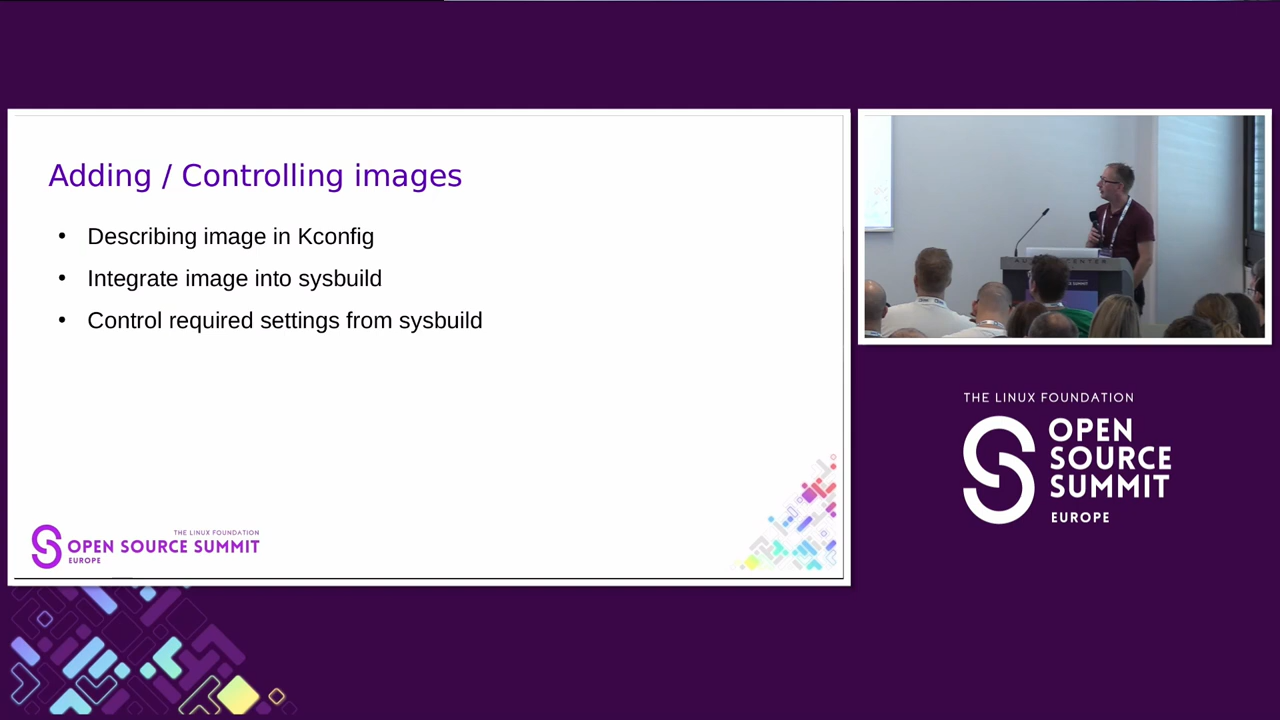 Adding / Controlling images
• Describing image in Kconfig
• Integrate image into sysbuild
• Control required settings from sysbuild
THE LINUX FOUNDATION
OPEN SOURCE SUMMIT
EUROPE
THE LINUX FOUNDATION
OPEN
SOURCE
SUMMIT
EUROPE